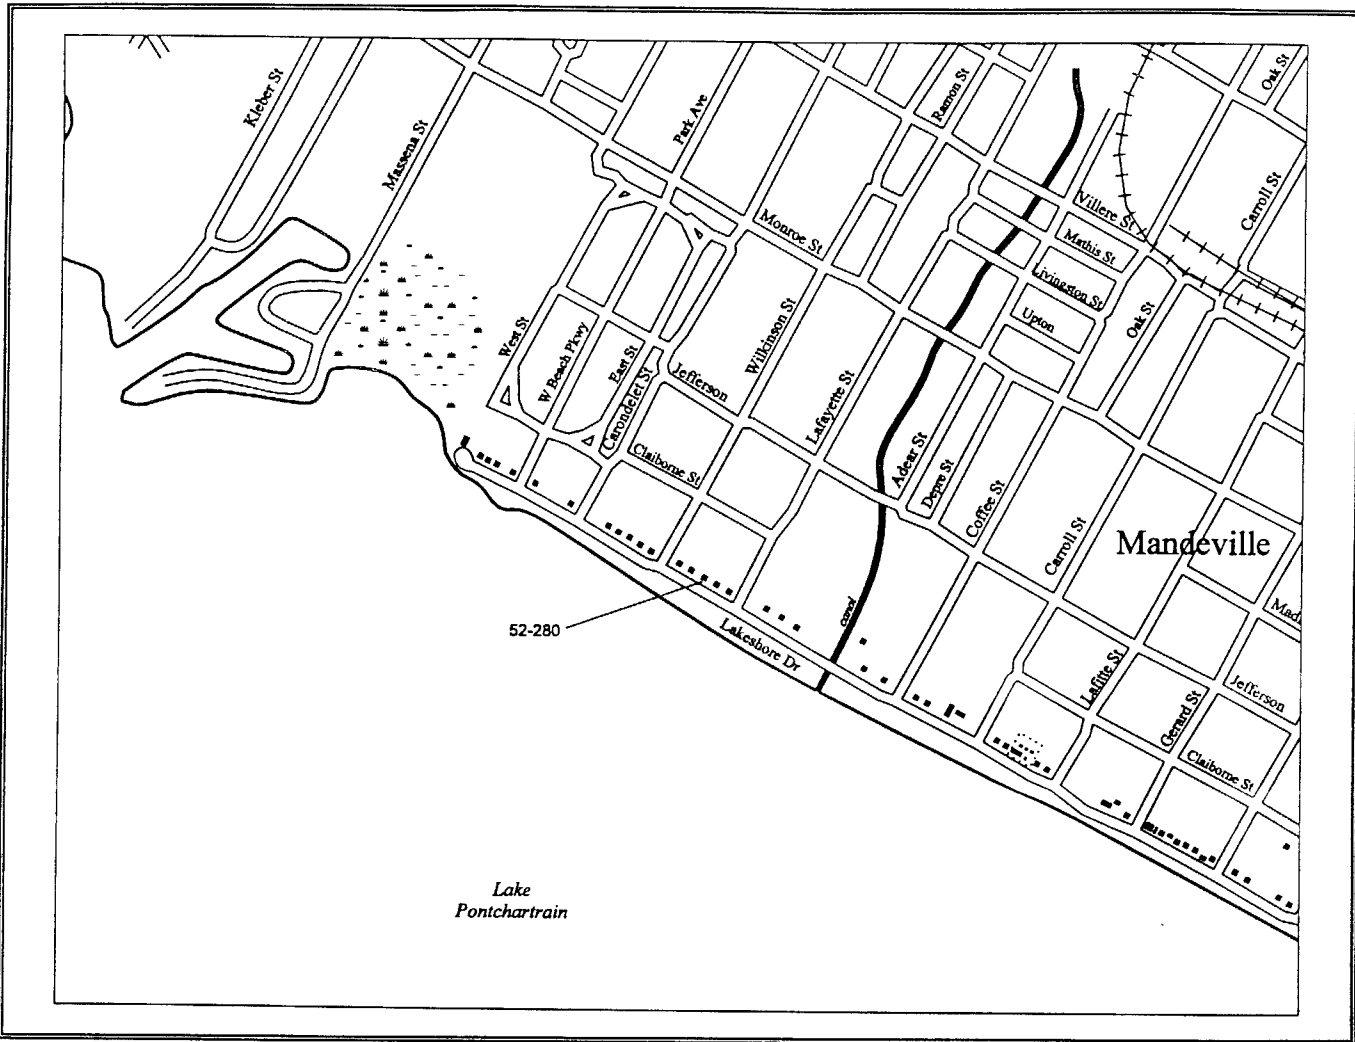 Kleber St
Massena St
Park Ave
Ramon St
Oak St
Carroll St
Villere St
Mathis St
Livingston St
Upton
Oak St
Monroe St
Wilkinson St
Lafayette St
West St
W Beach Pkwy
East St
Carondelet St
Jefferson
Claiborne St
Adear St
Depre St
Coffee St
Carroll St
Mandeville
Madi
52-280
canal
Lakeshore Dr
Lafitte St
Gerard St
Jefferson
Claiborne St
Lake
Pontchartrain